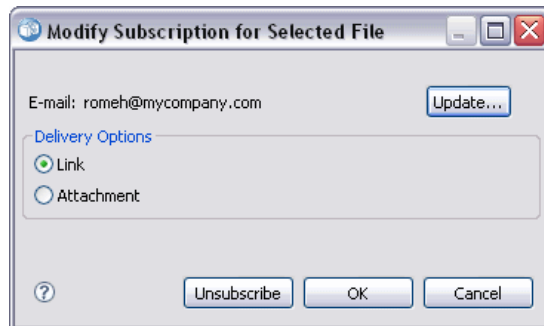 Modify Subscription for Selected File
E-mail: romeh@mycompany.com Update...
Delivery Options
Link
Attachment
? Unsubscribe OK Cancel